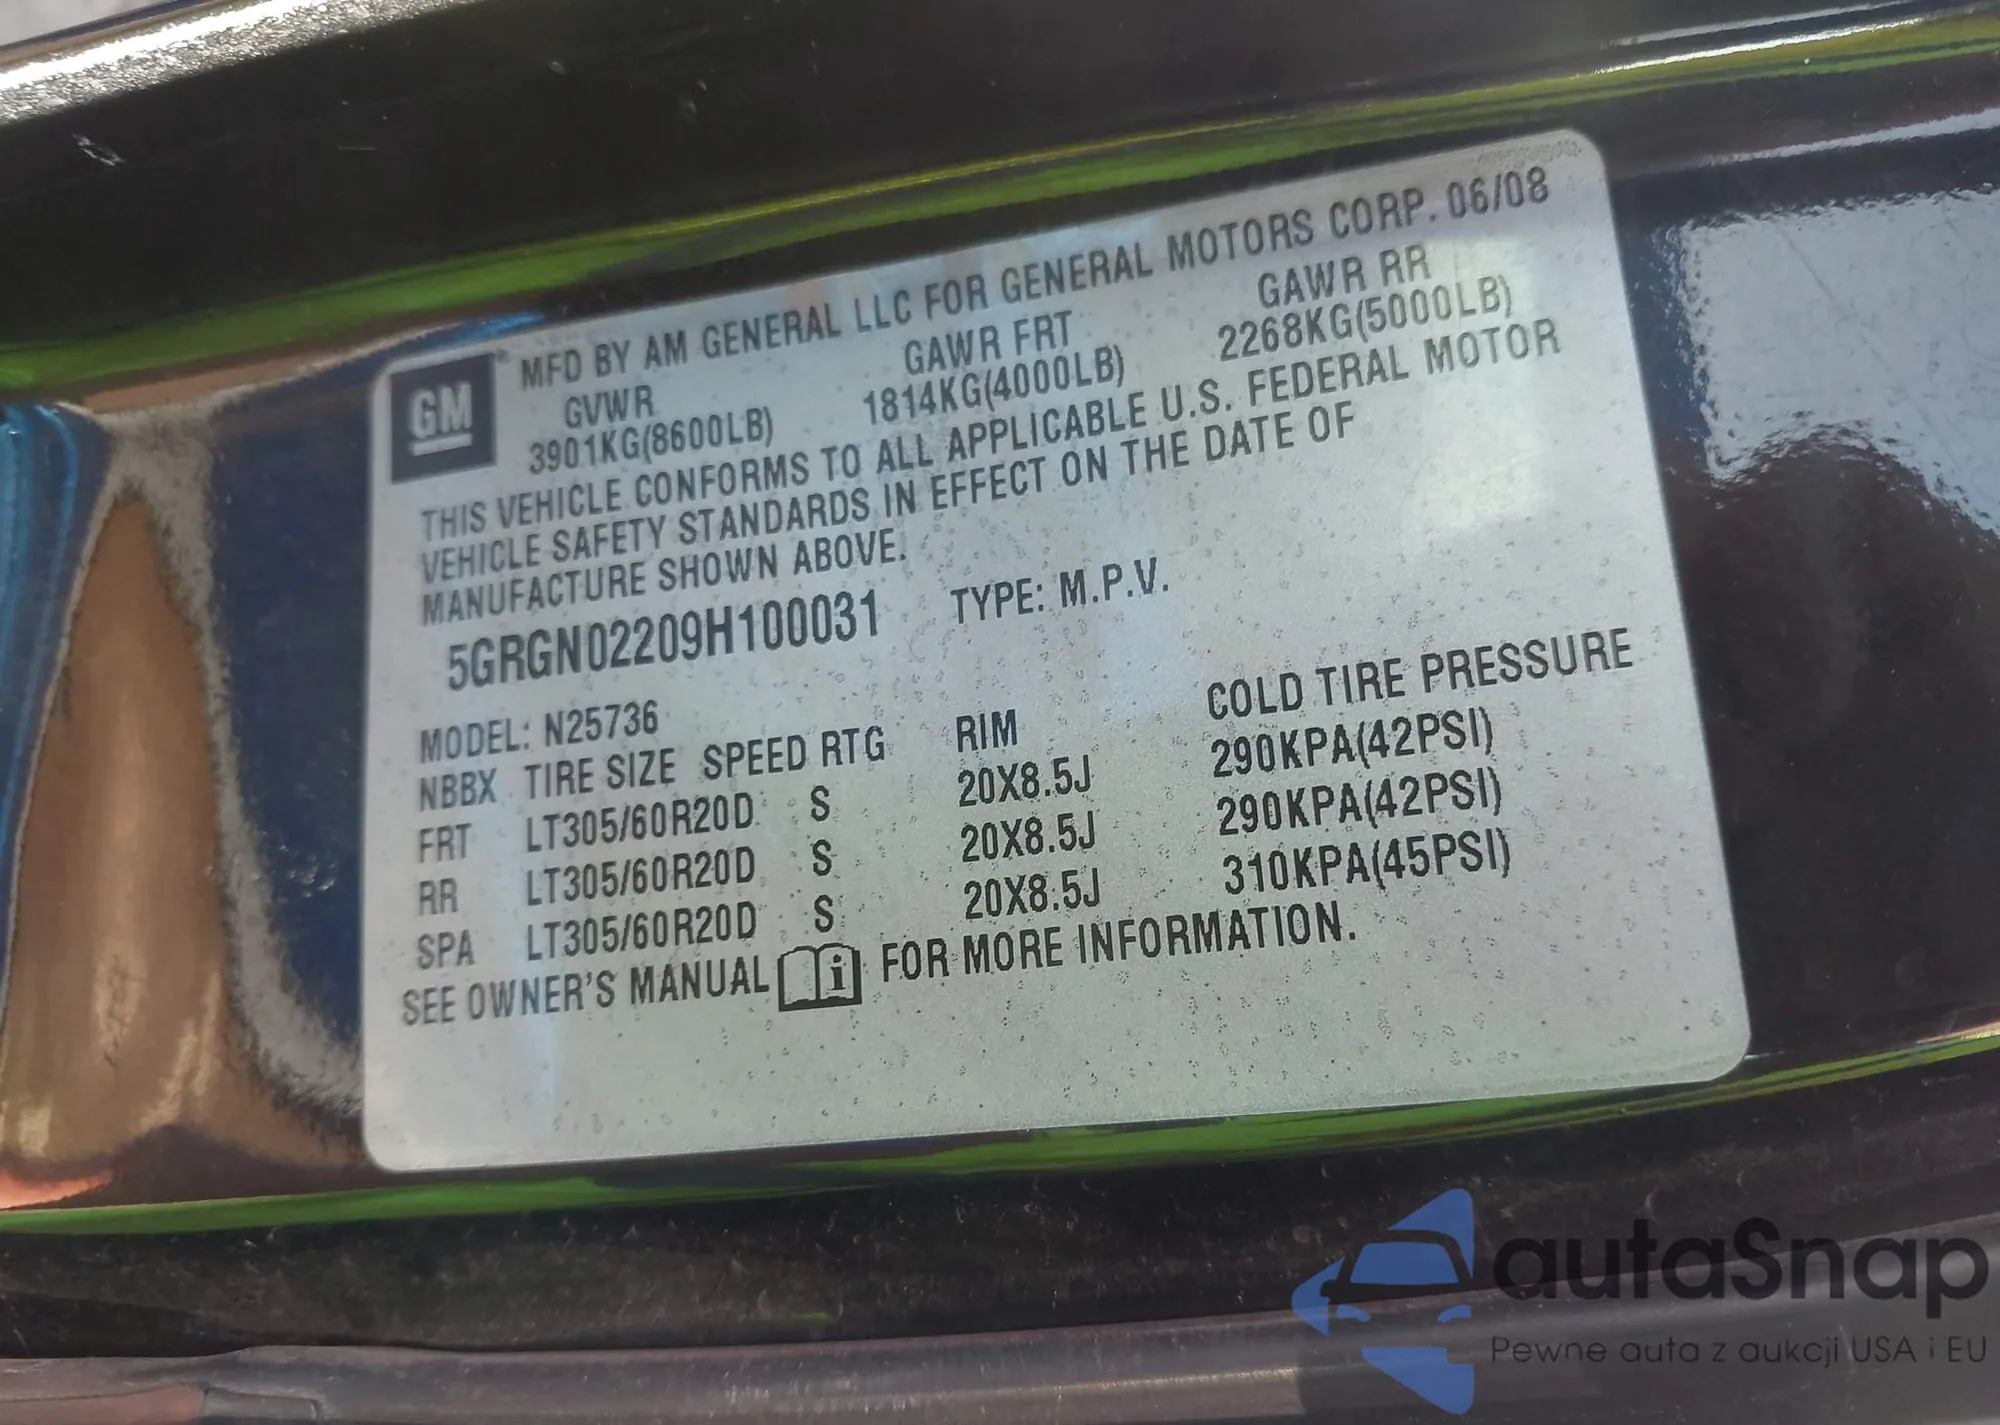 GM
MFD BY AM GENERAL LLC FOR GENERAL MOTORS CORP. 06/08
GVWR GAWR FRT GAWR RR
3901KG(8600LB) 1814KG(4000LB) 2268KG(5000LB)
THIS VEHICLE CONFORMS TO ALL APPLICABLE U.S. FEDERAL MOTOR
VEHICLE SAFETY STANDARDS IN EFFECT ON THE DATE OF
MANUFACTURE SHOWN ABOVE.
5GRGN02209H100031 TYPE: M.P.V.
MODEL: N25736
NBBX TIRE SIZE SPEED RTG RIM COLD TIRE PRESSURE
FRT LT305/60R20D S 20X8.5J 290KPA(42PSI)
RR LT305/60R20D S 20X8.5J 290KPA(42PSI)
SPA LT305/60R20D S 20X8.5J 310KPA(45PSI)
SEE OWNER'S MANUAL i FOR MORE INFORMATION.
autaSnap
Pewne auta z aukcji USA i EU